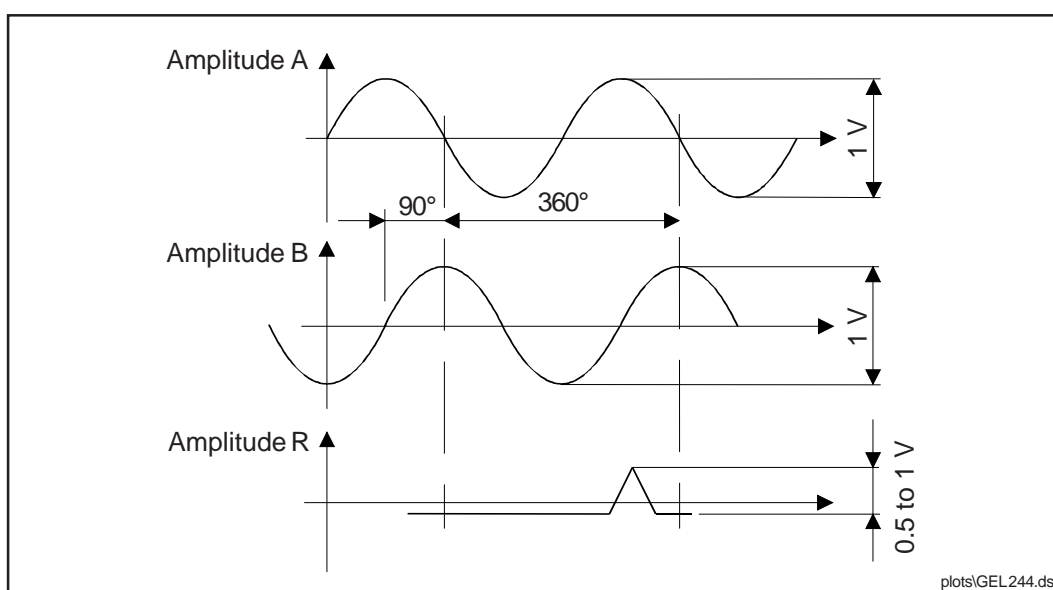 Amplitude A
1 V
90°
360°
Amplitude B
1 V
Amplitude R
0.5 to 1 V
plots\GEL244.ds